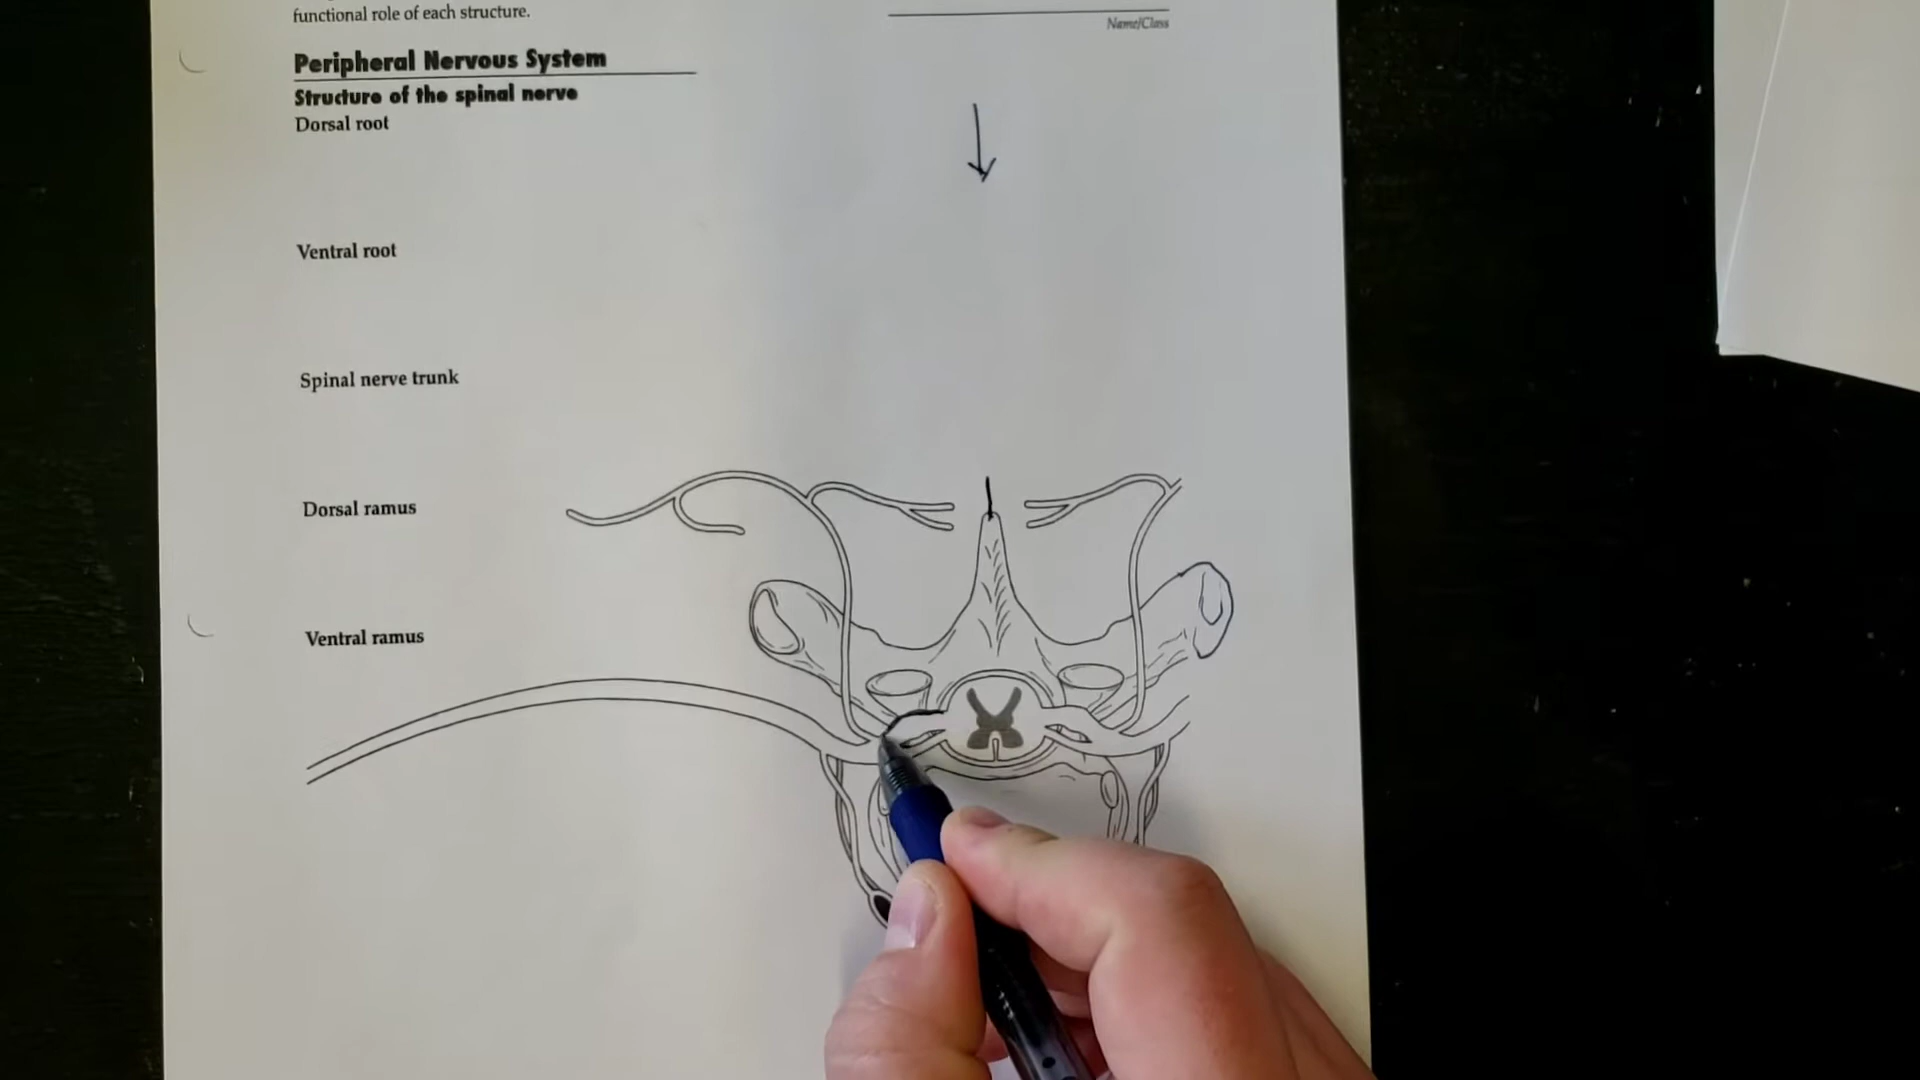 functional role of each structure.
Name/Class
Peripheral Nervous System
Structure of the spinal nerve
Dorsal root
Ventral root
Spinal nerve trunk
Dorsal ramus
Ventral ramus